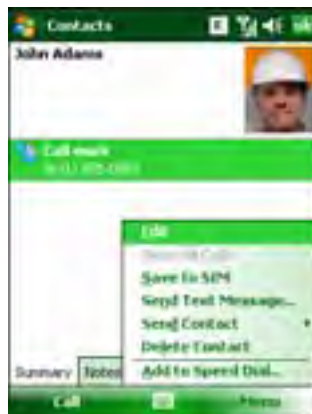 Contacts
ok
John Adams
Call work
Edit
Save to SIM
Send Text Message...
Send Contact
Delete Contact
Add to Speed Dial...
Summary Notes
Call Menu